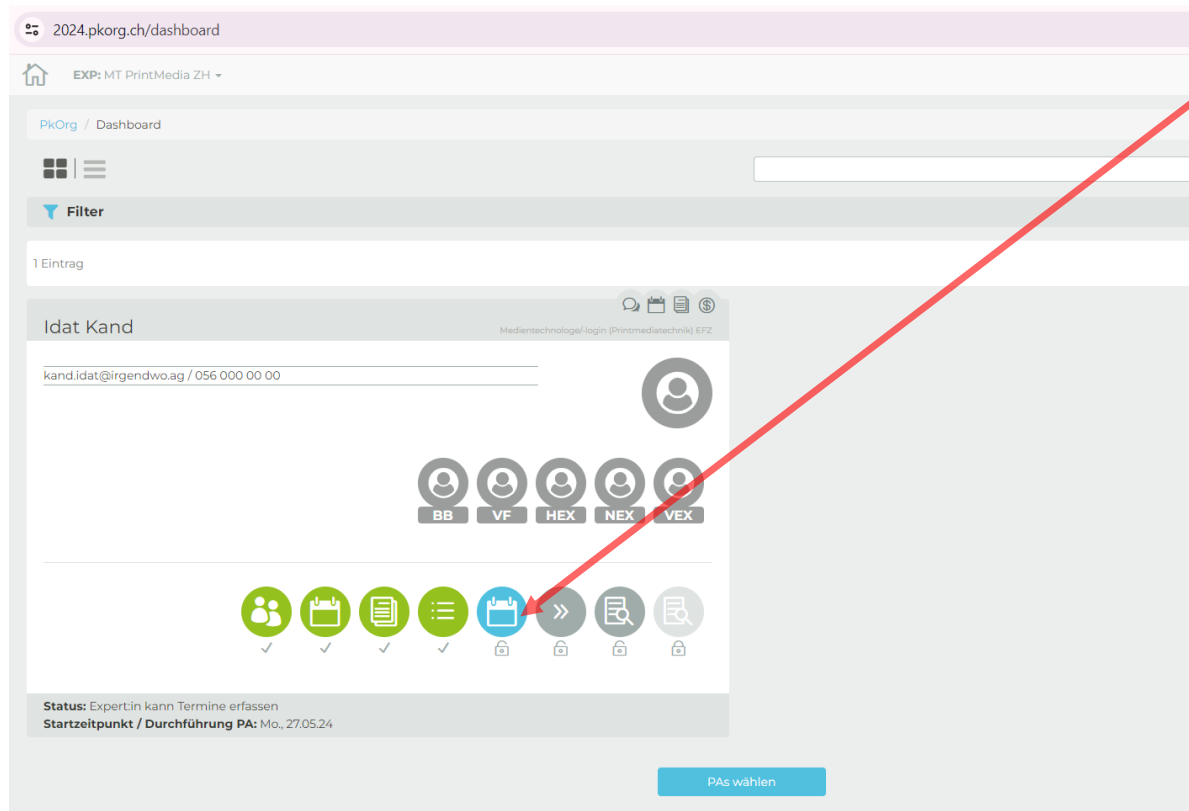 2024.pkorg.ch/dashboard
EXP: MT PrintMedia ZH
PkOrg / Dashboard
Filter
1 Eintrag
Idat Kand
Medientechnologe/-login (Printmediatechnik) EFZ
kand.idat@irgendwo.ag / 056 000 00 00
BB VF HEX NEX VEX
Status: Expert:in kann Termine erfassen
Startzeitpunkt / Durchführung PA: Mo., 27.05.24
PAs wählen